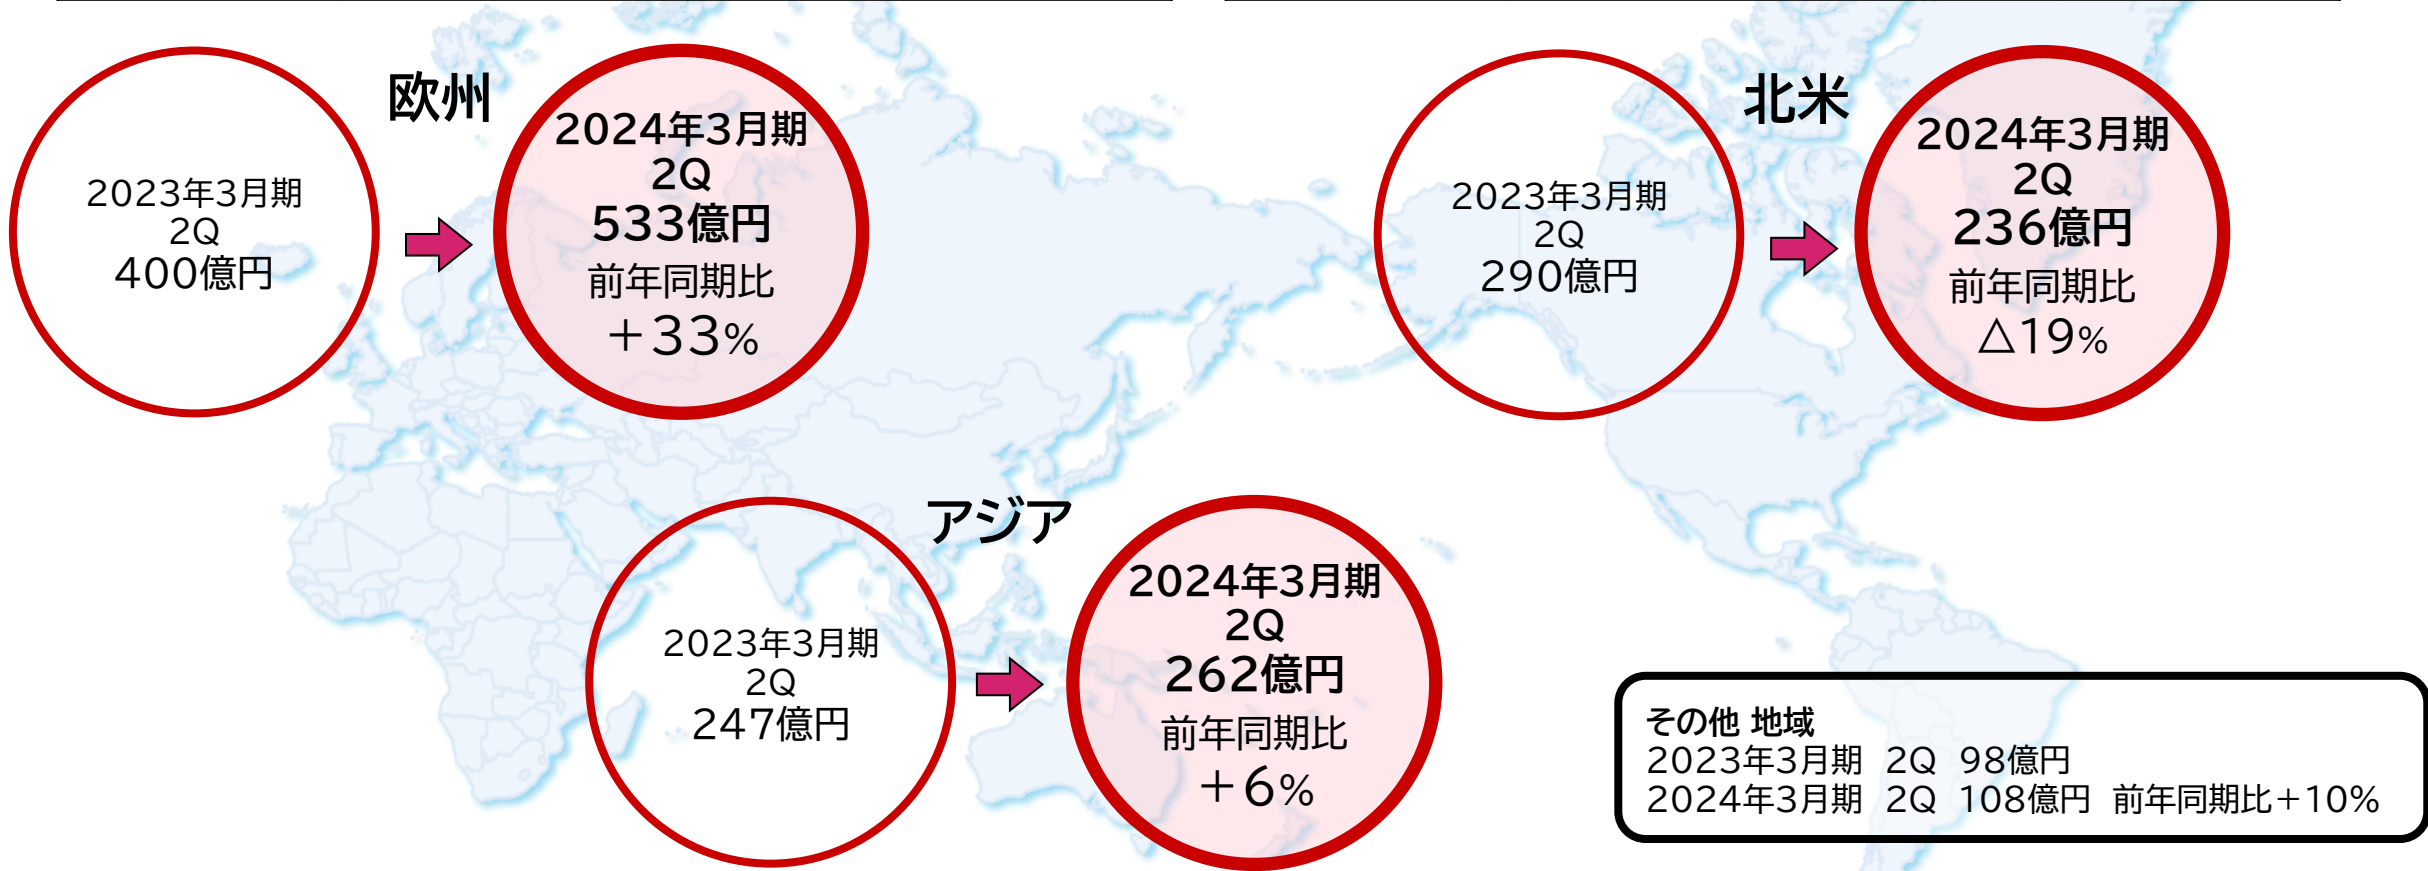 欧州
2023年3月期
2Q
400億円
2024年3月期
2Q
533億円
前年同期比
＋33%
北米
2023年3月期
2Q
290億円
2024年3月期
2Q
236億円
前年同期比
△19%
アジア
2023年3月期
2Q
247億円
2024年3月期
2Q
262億円
前年同期比
＋6%
その他 地域
2023年3月期 2Q 98億円
2024年3月期 2Q 108億円 前年同期比＋10%